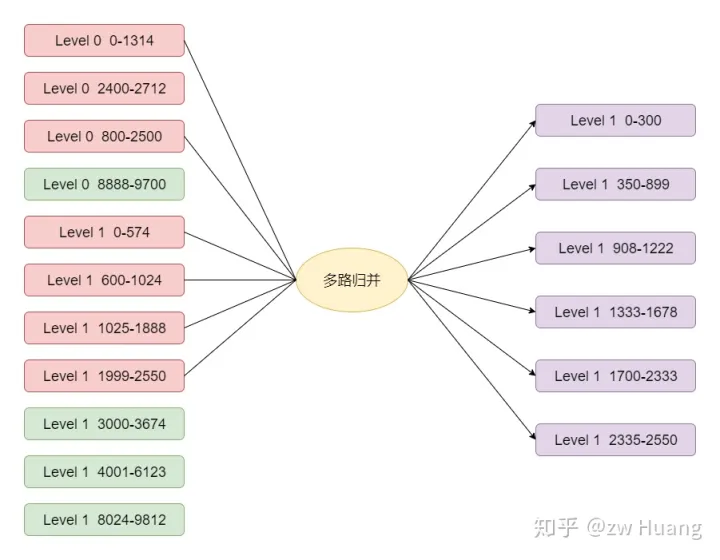 Level 0 0-1314
Level 0 2400-2712
Level 0 800-2500
Level 0 8888-9700
Level 1 0-574
Level 1 600-1024
Level 1 1025-1888
Level 1 1999-2550
Level 1 3000-3674
Level 1 4001-6123
Level 1 8024-9812
多路归并
Level 1 0-300
Level 1 350-899
Level 1 908-1222
Level 1 1333-1678
Level 1 1700-2333
Level 1 2335-2550
知乎 @zw Huang